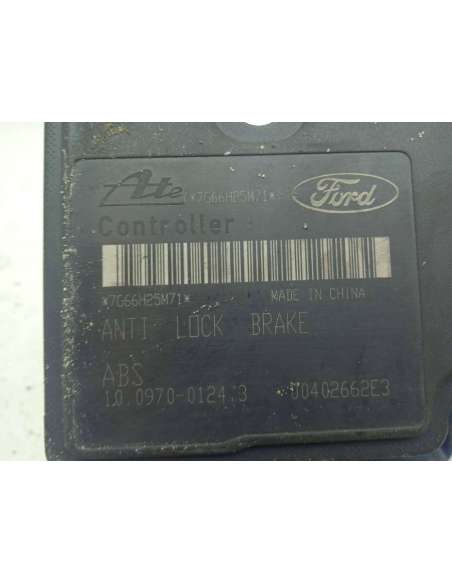 Ate *7G66H25M71* Ford
Controller
*7G66H25M71* MADE IN CHINA
ANTI LOCK BRAKE
ABS
10.0970-0124.3 00402662E3